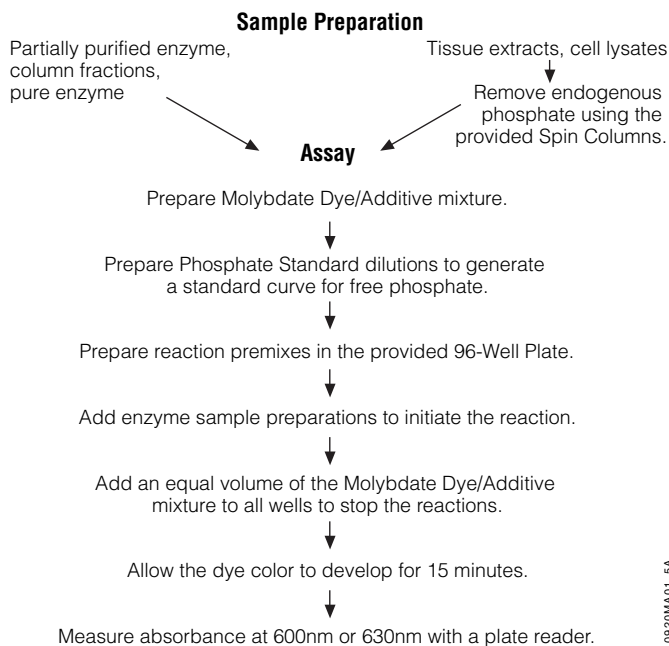 Sample Preparation
Partially purified enzyme,
column fractions,
pure enzyme
Tissue extracts, cell lysates
Remove endogenous
phosphate using the
provided Spin Columns.
Assay
Prepare Molybdate Dye/Additive mixture.
Prepare Phosphate Standard dilutions to generate
a standard curve for free phosphate.
Prepare reaction premixes in the provided 96-Well Plate.
Add enzyme sample preparations to initiate the reaction.
Add an equal volume of the Molybdate Dye/Additive
mixture to all wells to stop the reactions.
Allow the dye color to develop for 15 minutes.
Measure absorbance at 600nm or 630nm with a plate reader.